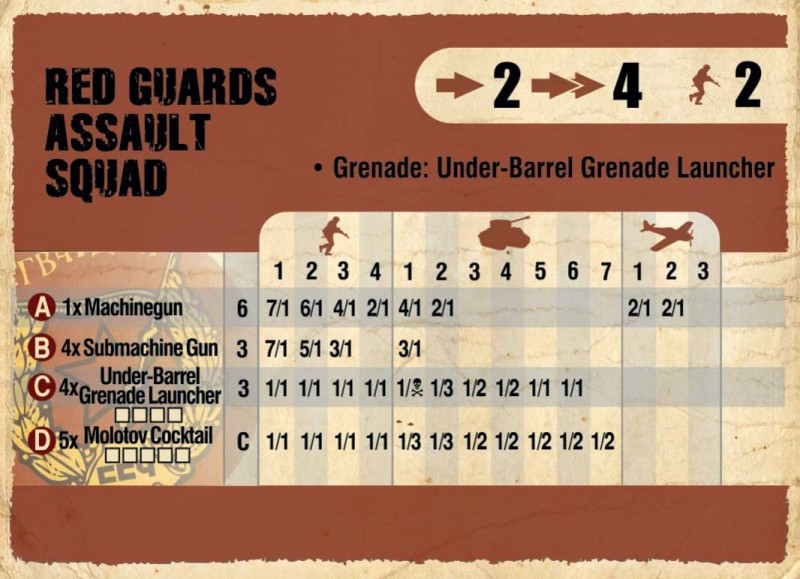 RED GUARDS
ASSAULT
SQUAD
2 4 2
• Grenade: Under-Barrel Grenade Launcher
1 2 3 4 1 2 3 4 5 6 7 1 2 3
A 1x Machinegun 6 7/1 6/1 4/1 2/1 4/1 2/1 2/1 2/1
B 4x Submachine Gun 3 7/1 5/1 3/1 3/1
C 4x Under-Barrel
Grenade Launcher 3 1/1 1/1 1/1 1/1 1/☠ 1/3 1/2 1/2 1/1 1/1
D 5x Molotov Cocktail C 1/1 1/1 1/1 1/1 1/3 1/3 1/2 1/2 1/2 1/2 1/2